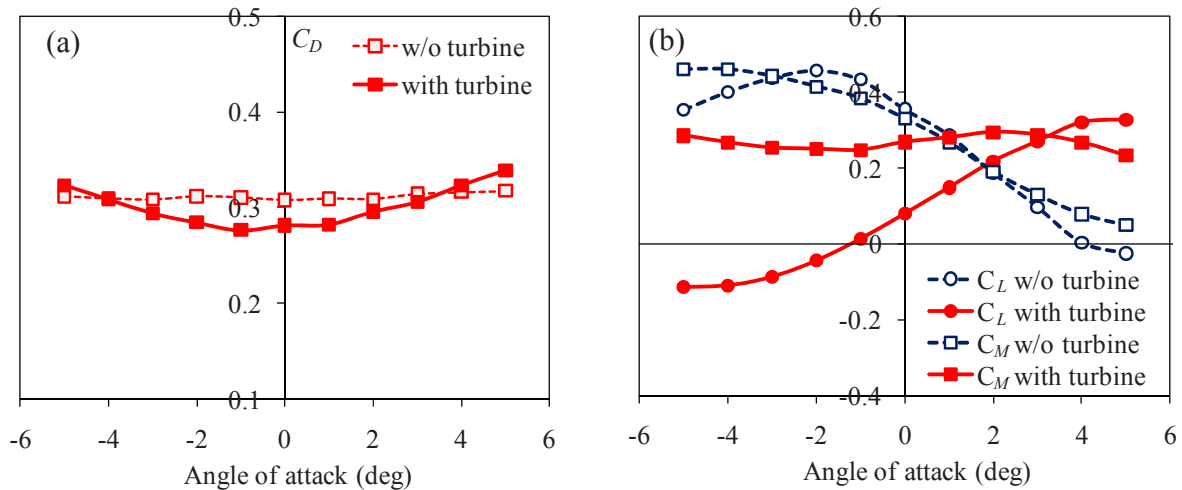 (a)
C_D
w/o turbine
with turbine
0.5
0.4
0.3
0.2
0.1
-6 -4 -2 0 2 4 6
Angle of attack (deg)
(b)
0.6
0.4
0.2
0
-0.2
-0.4
C_L w/o turbine
C_L with turbine
C_M w/o turbine
C_M with turbine
-6 -4 -2 0 2 4 6
Angle of attack (deg)